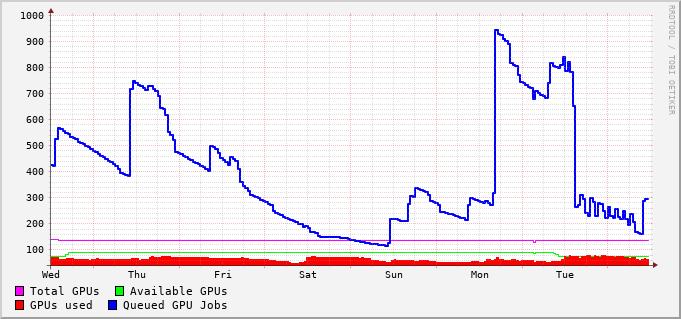 1000
900
800
700
600
500
400
300
200
100
Wed Thu Fri Sat Sun Mon Tue
Total GPUs Available GPUs
GPUs used Queued GPU Jobs
RRDTOOL / TOBI OETIKER